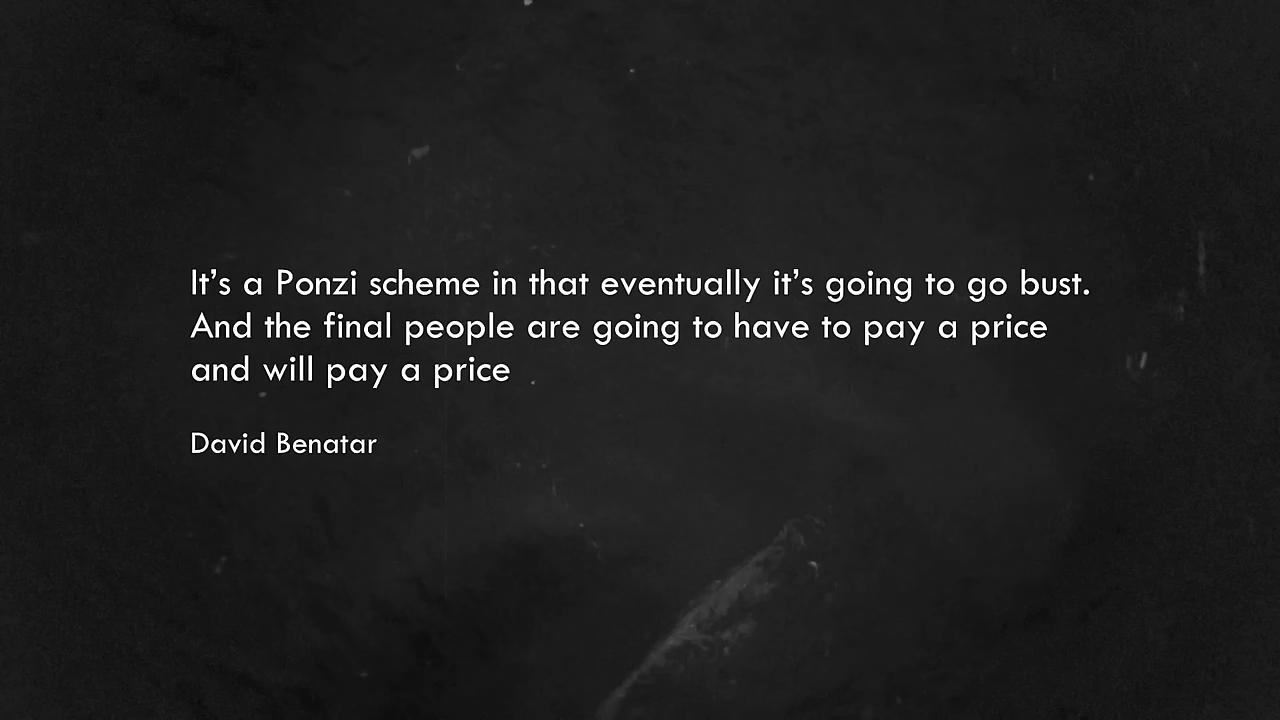 It’s a Ponzi scheme in that eventually it’s going to go bust.
And the final people are going to have to pay a price
and will pay a price
David Benatar